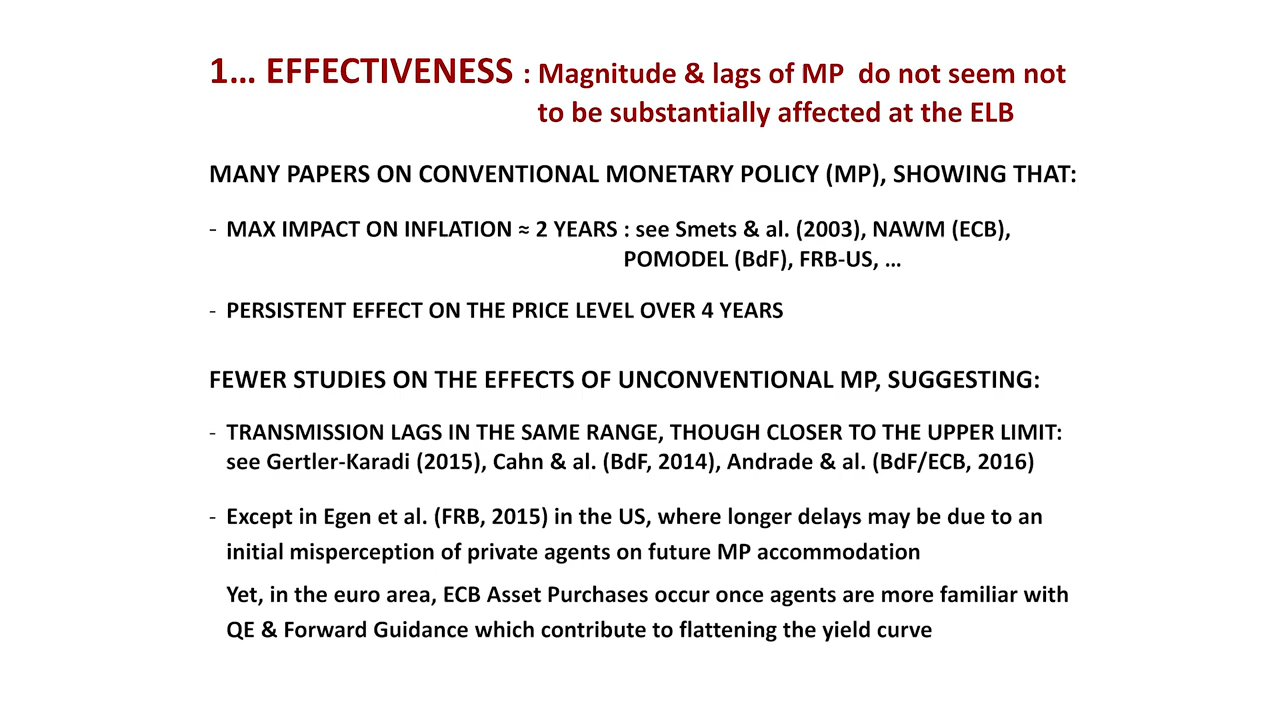 1... EFFECTIVENESS : Magnitude & lags of MP do not seem not
to be substantially affected at the ELB
MANY PAPERS ON CONVENTIONAL MONETARY POLICY (MP), SHOWING THAT:
- MAX IMPACT ON INFLATION ≈ 2 YEARS : see Smets & al. (2003), NAWM (ECB),
POMODEL (BdF), FRB-US, ...
- PERSISTENT EFFECT ON THE PRICE LEVEL OVER 4 YEARS
FEWER STUDIES ON THE EFFECTS OF UNCONVENTIONAL MP, SUGGESTING:
- TRANSMISSION LAGS IN THE SAME RANGE, THOUGH CLOSER TO THE UPPER LIMIT:
see Gertler-Karadi (2015), Cahn & al. (BdF, 2014), Andrade & al. (BdF/ECB, 2016)
- Except in Egen et al. (FRB, 2015) in the US, where longer delays may be due to an
initial misperception of private agents on future MP accommodation
Yet, in the euro area, ECB Asset Purchases occur once agents are more familiar with
QE & Forward Guidance which contribute to flattening the yield curve